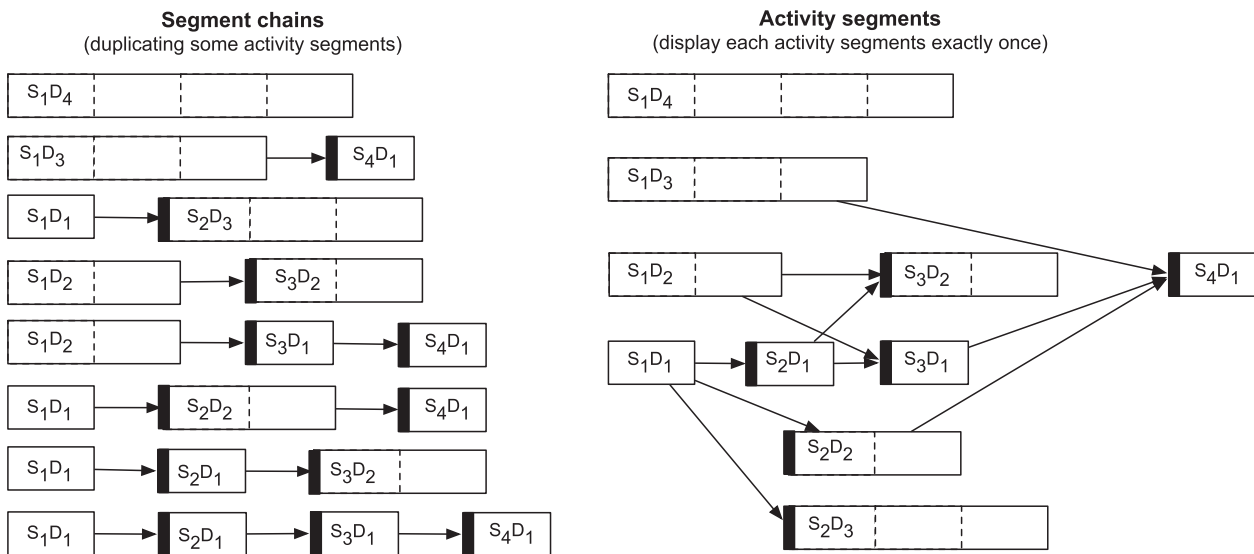 Segment chains
(duplicating some activity segments)
S₁D₄
S₁D₃ S₄D₁
S₁D₁ S₂D₃
S₁D₂ S₃D₂
S₁D₂ S₃D₁ S₄D₁
S₁D₁ S₂D₂ S₄D₁
S₁D₁ S₂D₁ S₃D₂
S₁D₁ S₂D₁ S₃D₁ S₄D₁
Activity segments
(display each activity segments exactly once)
S₁D₄
S₁D₃
S₁D₂ S₃D₂ S₄D₁
S₁D₁ S₂D₁ S₃D₁
S₂D₂
S₂D₃